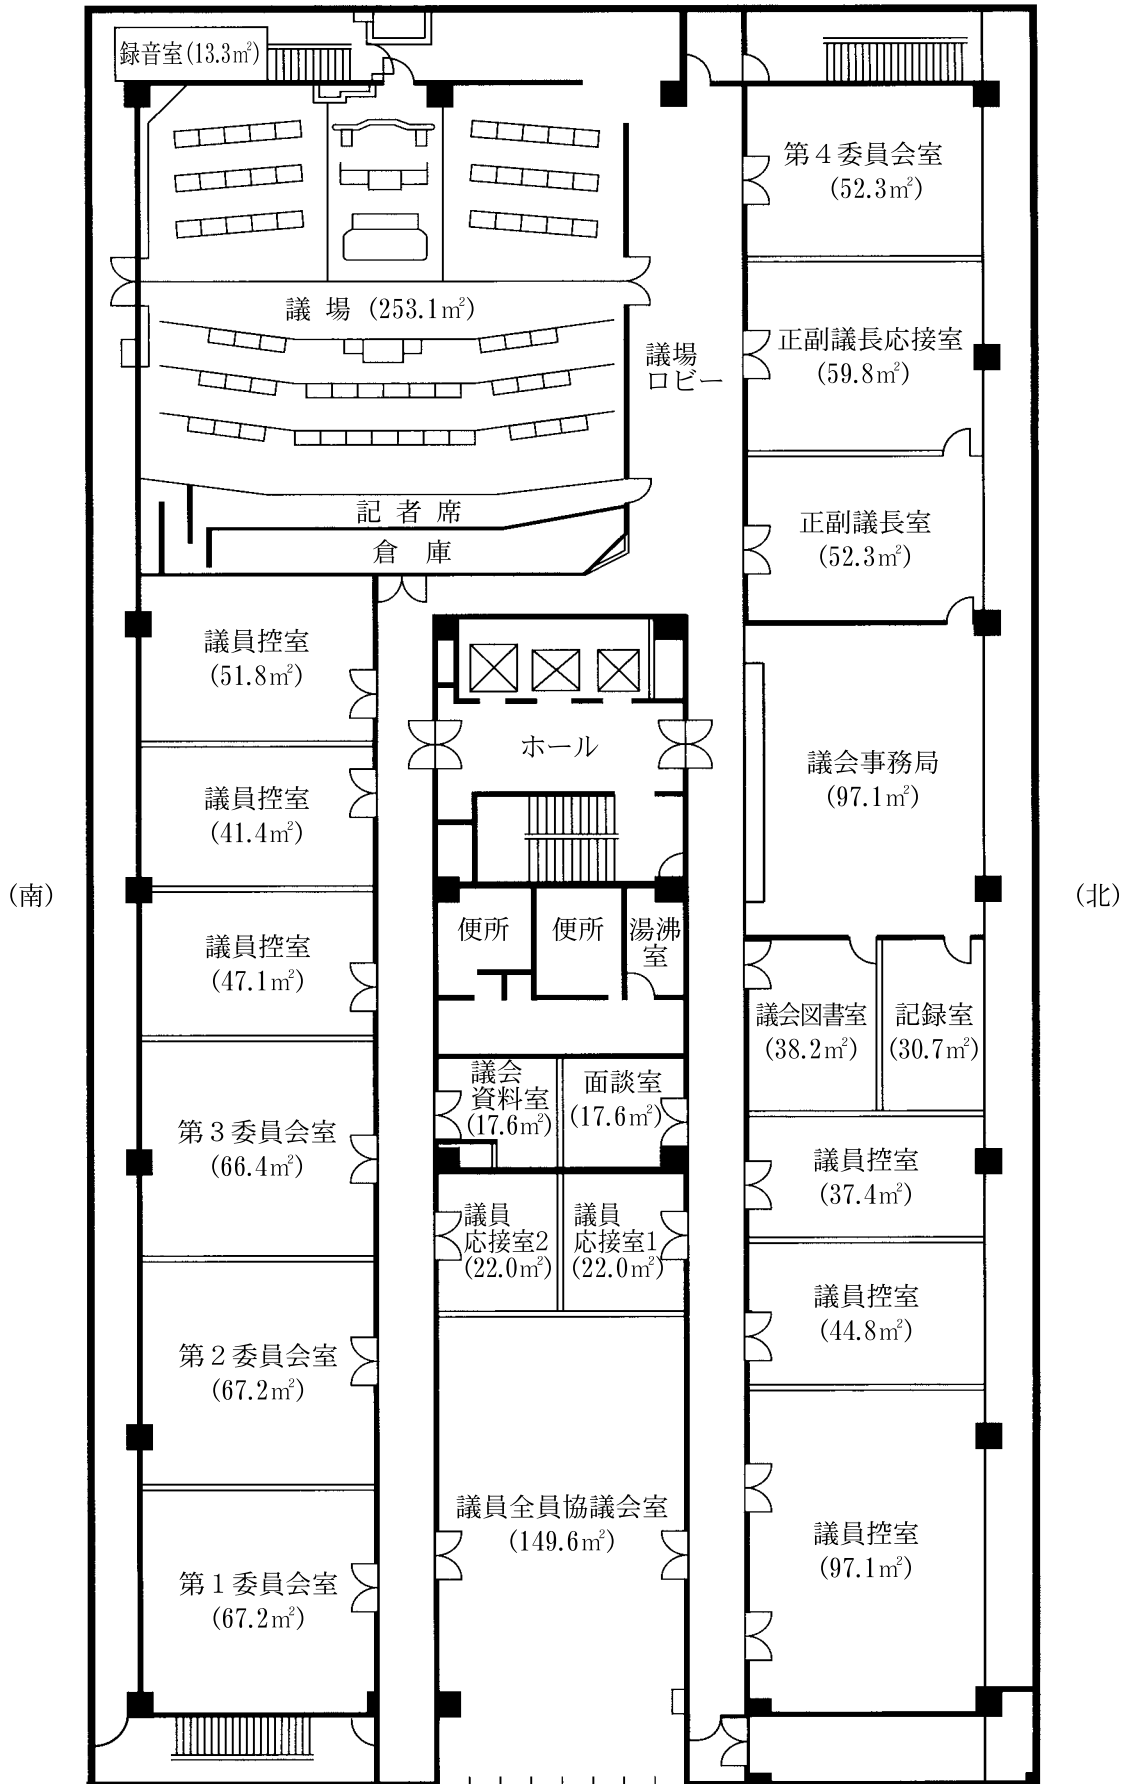 録音室(13.3㎡)
第４委員会室
(52.3㎡)
議 場 (253.1㎡)
正副議長応接室
(59.8㎡)
議場
ロビー
記 者 席
倉 庫
正副議長室
(52.3㎡)
議員控室
(51.8㎡)
ホール
議会事務局
(97.1㎡)
議員控室
(41.4㎡)
(南)
(北)
議員控室
(47.1㎡)
便所
便所
湯沸
室
議会図書室
(38.2㎡)
記録室
(30.7㎡)
議会
資料室
(17.6㎡)
面談室
(17.6㎡)
第３委員会室
(66.4㎡)
議員控室
(37.4㎡)
議員
応接室2
(22.0㎡)
議員
応接室1
(22.0㎡)
議員控室
(44.8㎡)
第２委員会室
(67.2㎡)
議員全員協議会室
(149.6㎡)
議員控室
(97.1㎡)
第１委員会室
(67.2㎡)